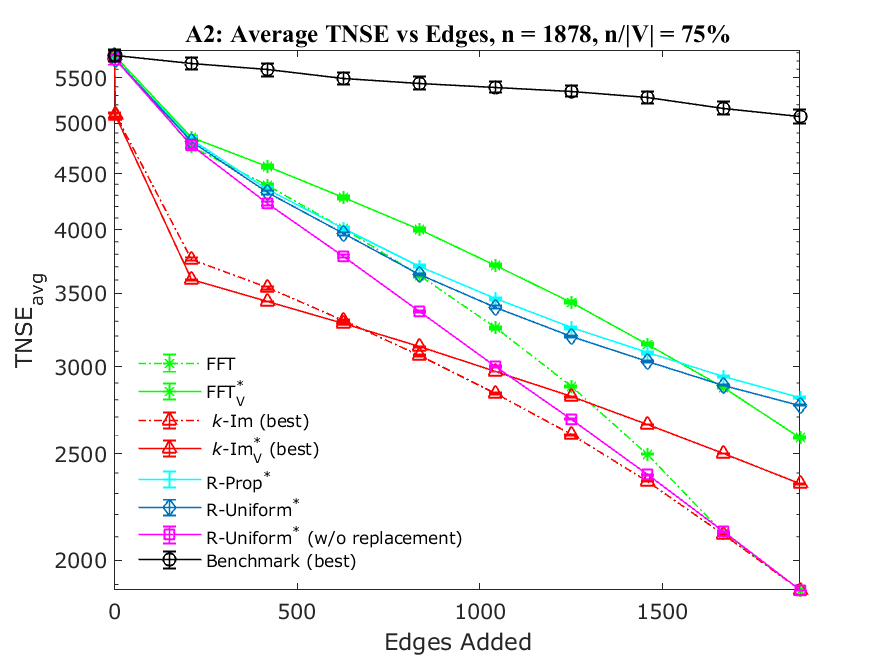 A2: Average TNSE vs Edges, n = 1878, n/|V| = 75%
TNSE_avg
5500
5000
4500
4000
3500
3000
2500
2000
FFT
FFT*_V
k-Im (best)
k-Im*_V (best)
R-Prop*
R-Uniform*
R-Uniform* (w/o replacement)
Benchmark (best)
0 500 1000 1500
Edges Added